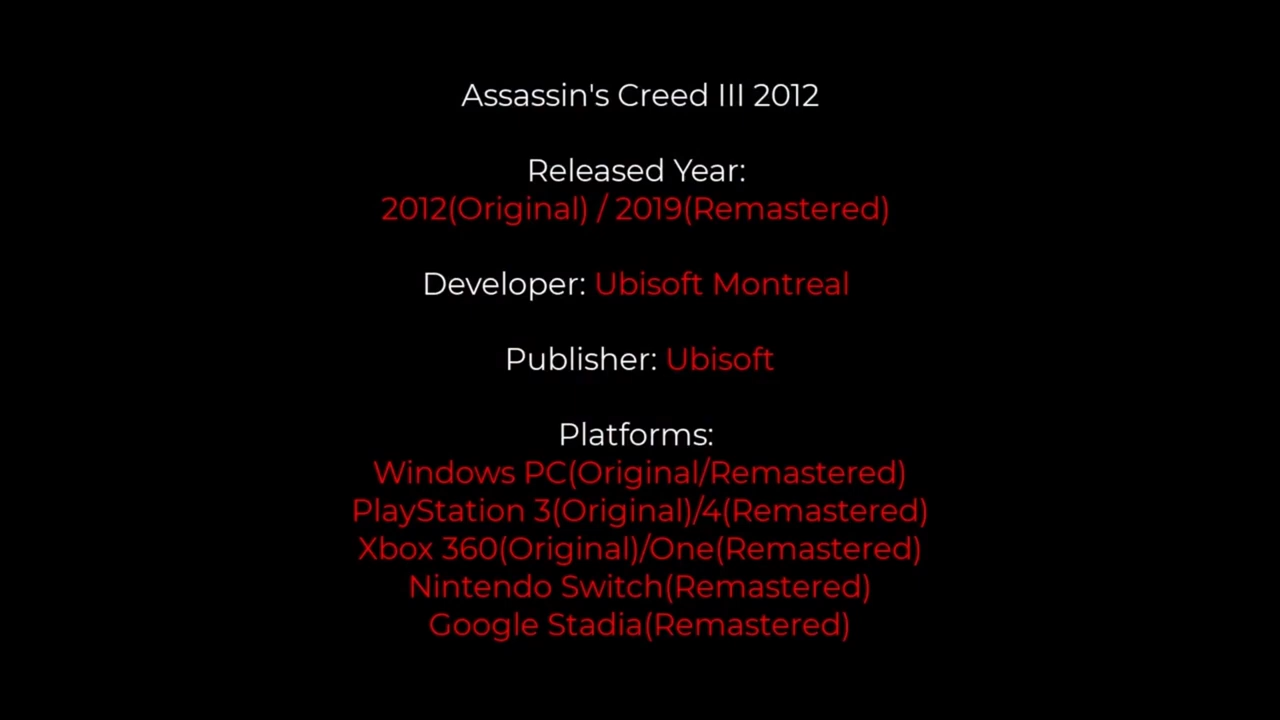 Assassin's Creed III 2012
Released Year:
2012(Original) / 2019(Remastered)
Developer: Ubisoft Montreal
Publisher: Ubisoft
Platforms:
Windows PC(Original/Remastered)
PlayStation 3(Original)/4(Remastered)
Xbox 360(Original)/One(Remastered)
Nintendo Switch(Remastered)
Google Stadia(Remastered)